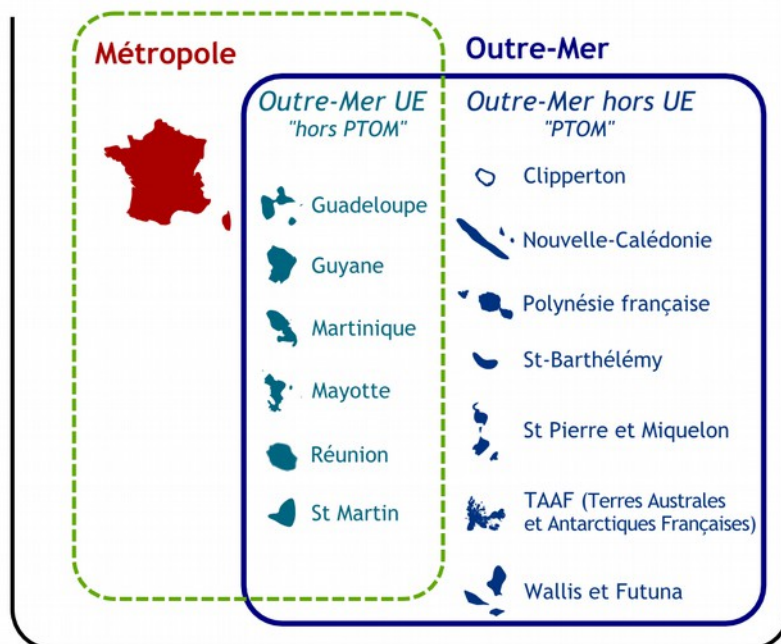 Métropole
Outre-Mer
Outre-Mer UE
"hors PTOM"
Guadeloupe
Guyane
Martinique
Mayotte
Réunion
St Martin
Outre-Mer hors UE
"PTOM"
Clipperton
Nouvelle-Calédonie
Polynésie française
St-Barthélémy
St Pierre et Miquelon
TAAF (Terres Australes
et Antarctiques Françaises)
Wallis et Futuna